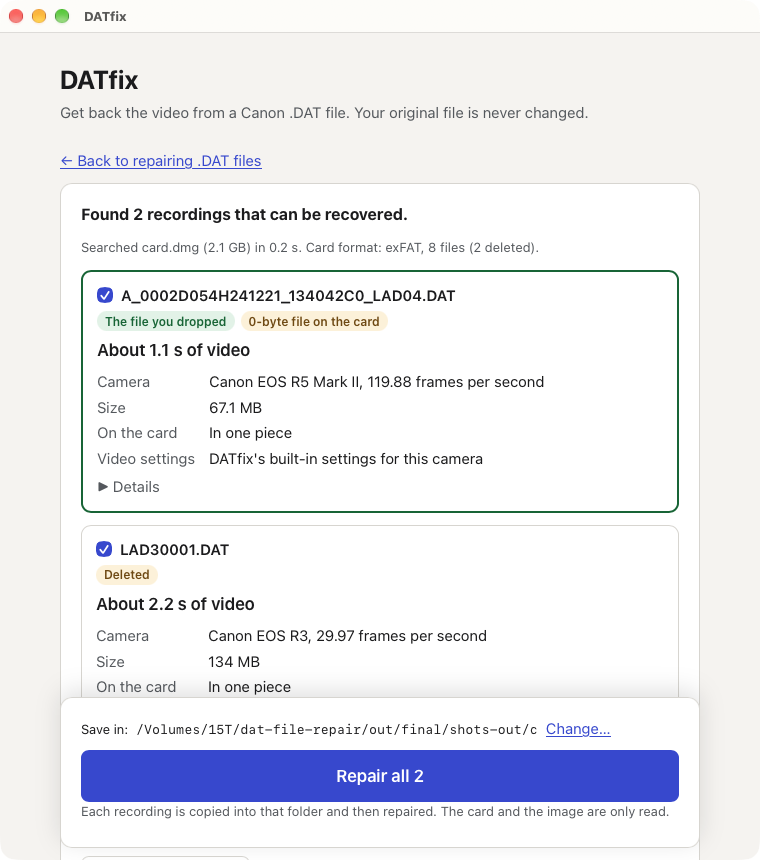 DATfix
DATfix
Get back the video from a Canon .DAT file. Your original file is never changed.
← Back to repairing .DAT files
Found 2 recordings that can be recovered.
Searched card.dmg (2.1 GB) in 0.2 s. Card format: exFAT, 8 files (2 deleted).
A_0002D054H241221_134042C0_LAD04.DAT
The file you dropped 0-byte file on the card
About 1.1 s of video
Camera Canon EOS R5 Mark II, 119.88 frames per second
Size 67.1 MB
On the card In one piece
Video settings DATfix's built-in settings for this camera
▶ Details
LAD30001.DAT
Deleted
About 2.2 s of video
Camera Canon EOS R3, 29.97 frames per second
Size 134 MB
On the card In one piece
Save in: /Volumes/15T/dat-file-repair/out/final/shots-out/c Change...
Repair all 2
Each recording is copied into that folder and then repaired. The card and the image are only read.